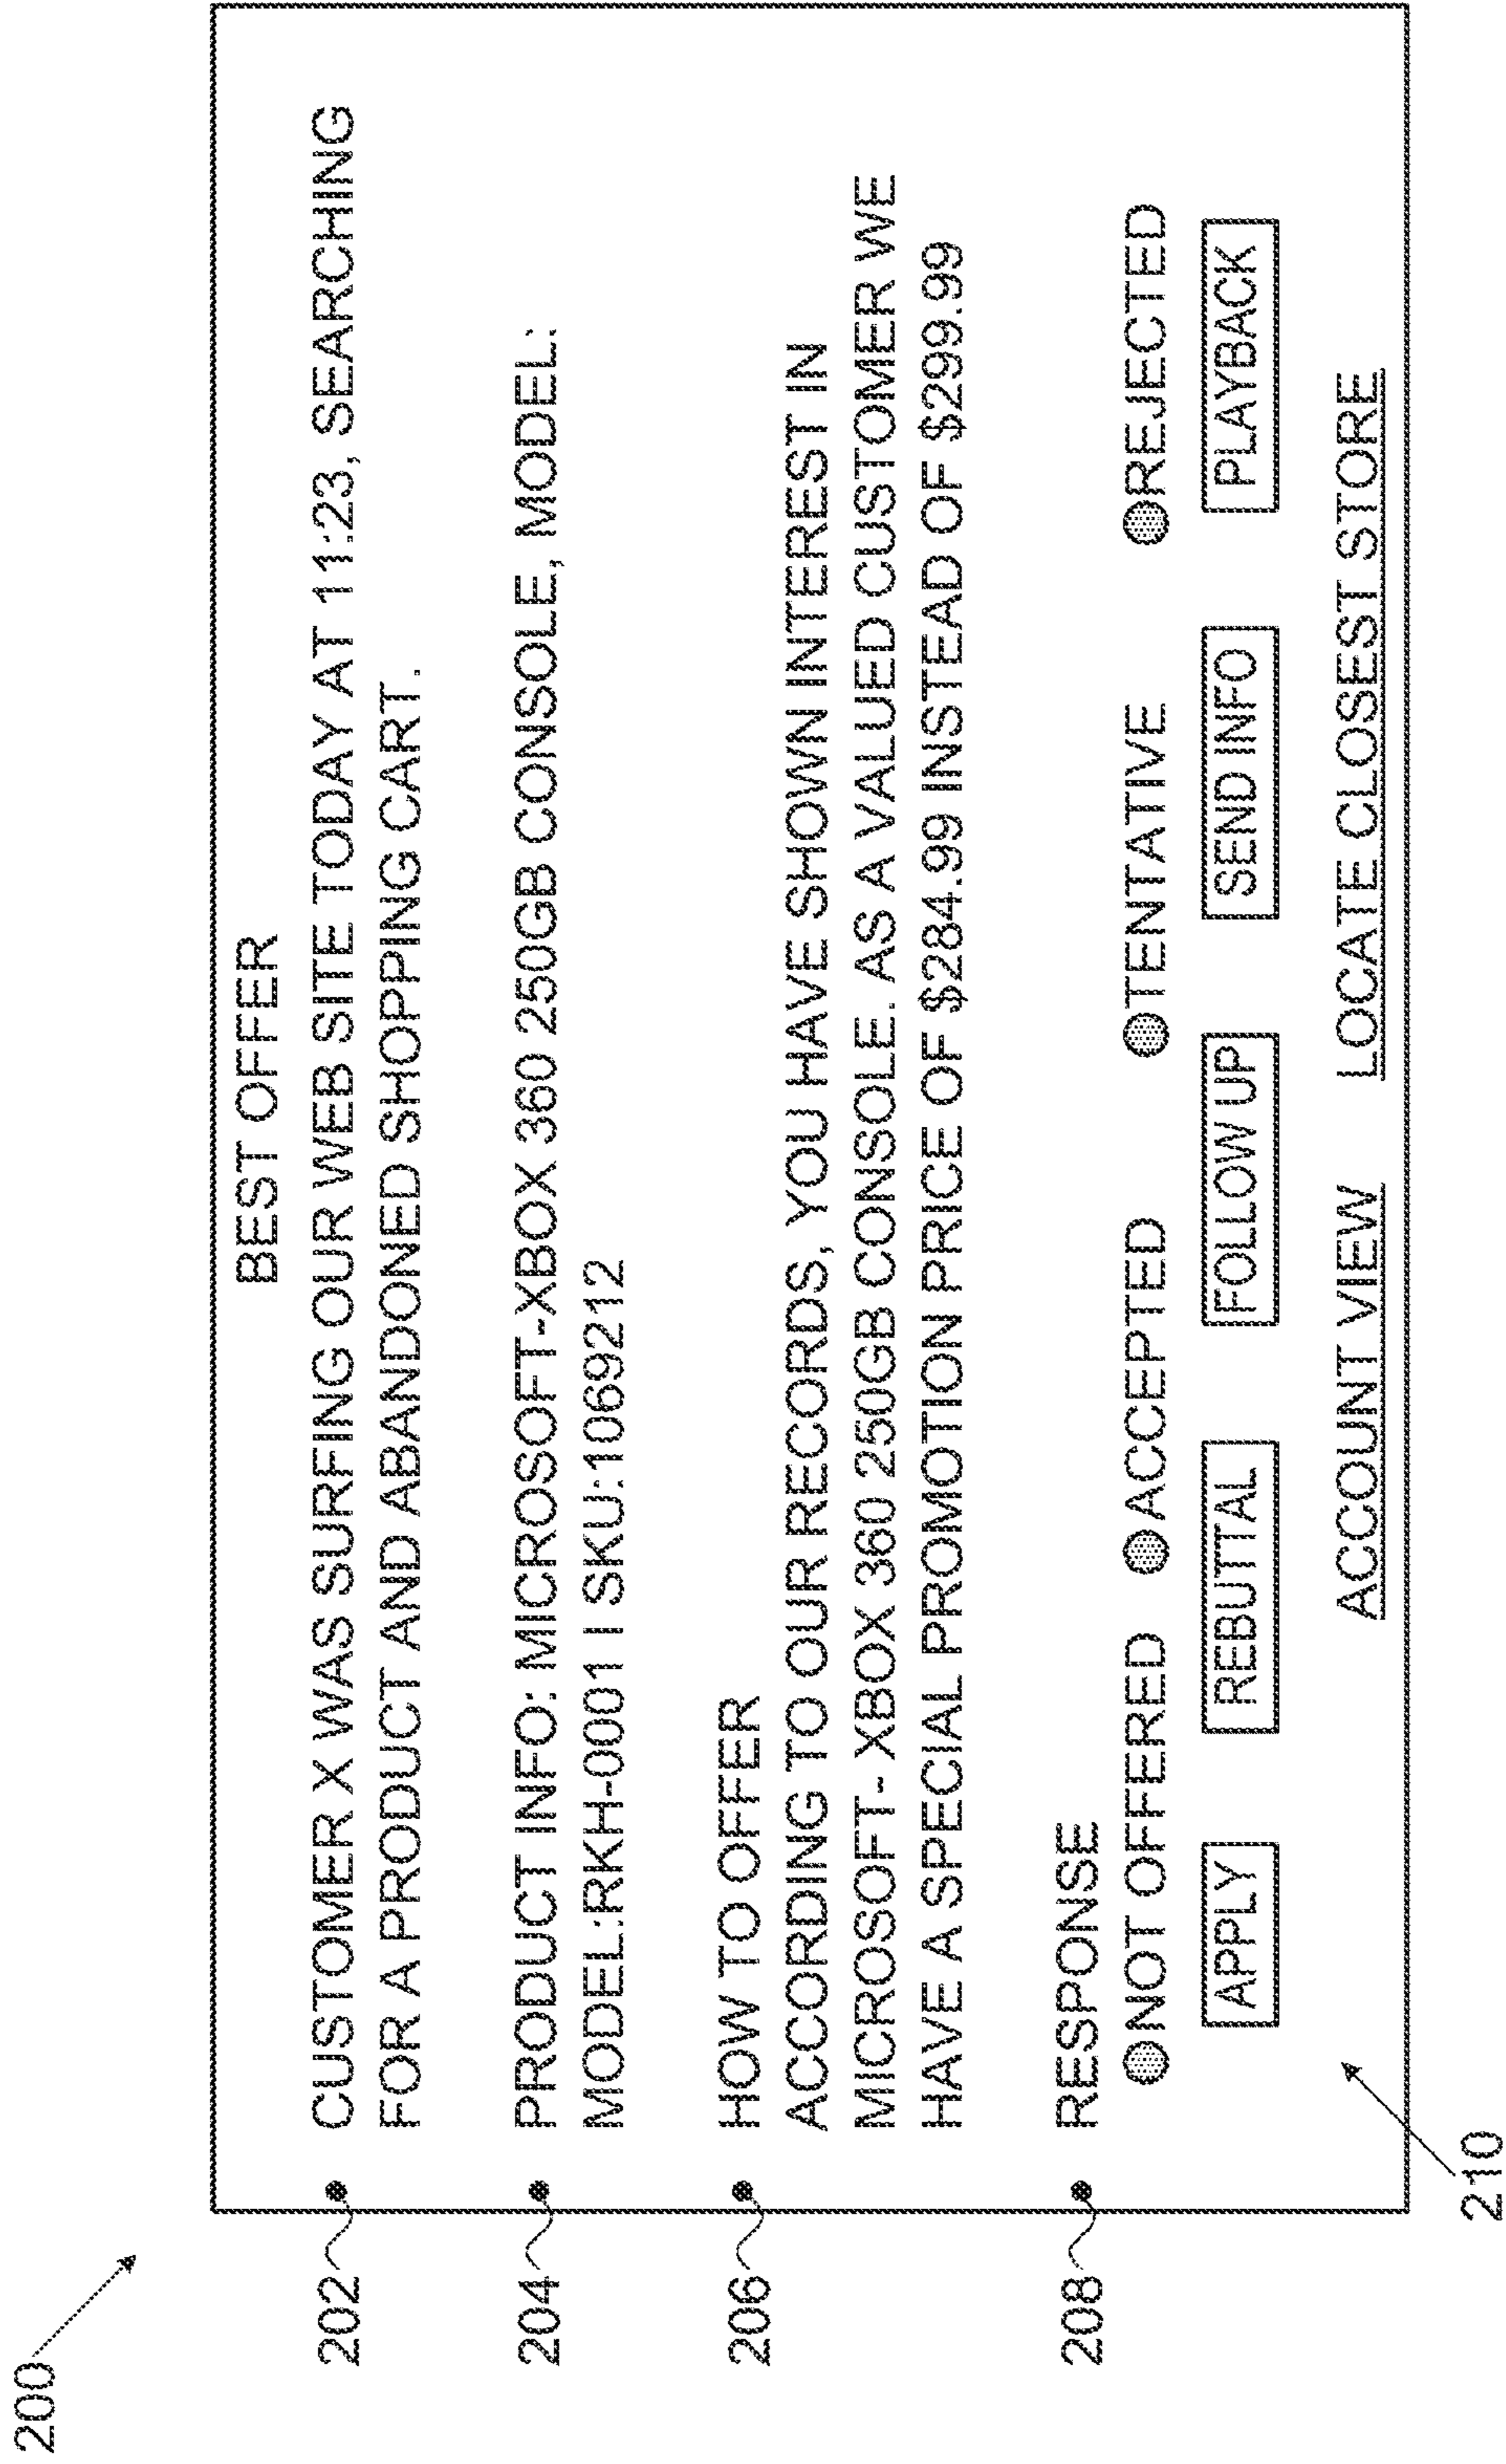 200
BEST OFFER
202
CUSTOMER X WAS SURFING OUR WEB SITE TODAY AT 11:23, SEARCHING
FOR A PRODUCT AND ABANDONED SHOPPING CART.
204
PRODUCT INFO: MICROSOFT-XBOX 360 250GB CONSOLE, MODEL:
MODEL:RKH-0001 I SKU:1069212
206
HOW TO OFFER
ACCORDING TO OUR RECORDS, YOU HAVE SHOWN INTEREST IN
MICROSOFT- XBOX 360 250GB CONSOLE. AS A VALUED CUSTOMER WE
HAVE A SPECIAL PROMOTION PRICE OF $284.99 INSTEAD OF $299.99
208
RESPONSE
NOT OFFERED ACCEPTED TENTATIVE REJECTED
APPLY REBUTTAL FOLLOW UP SEND INFO PLAYBACK
ACCOUNT VIEW LOCATE CLOSEST STORE
210